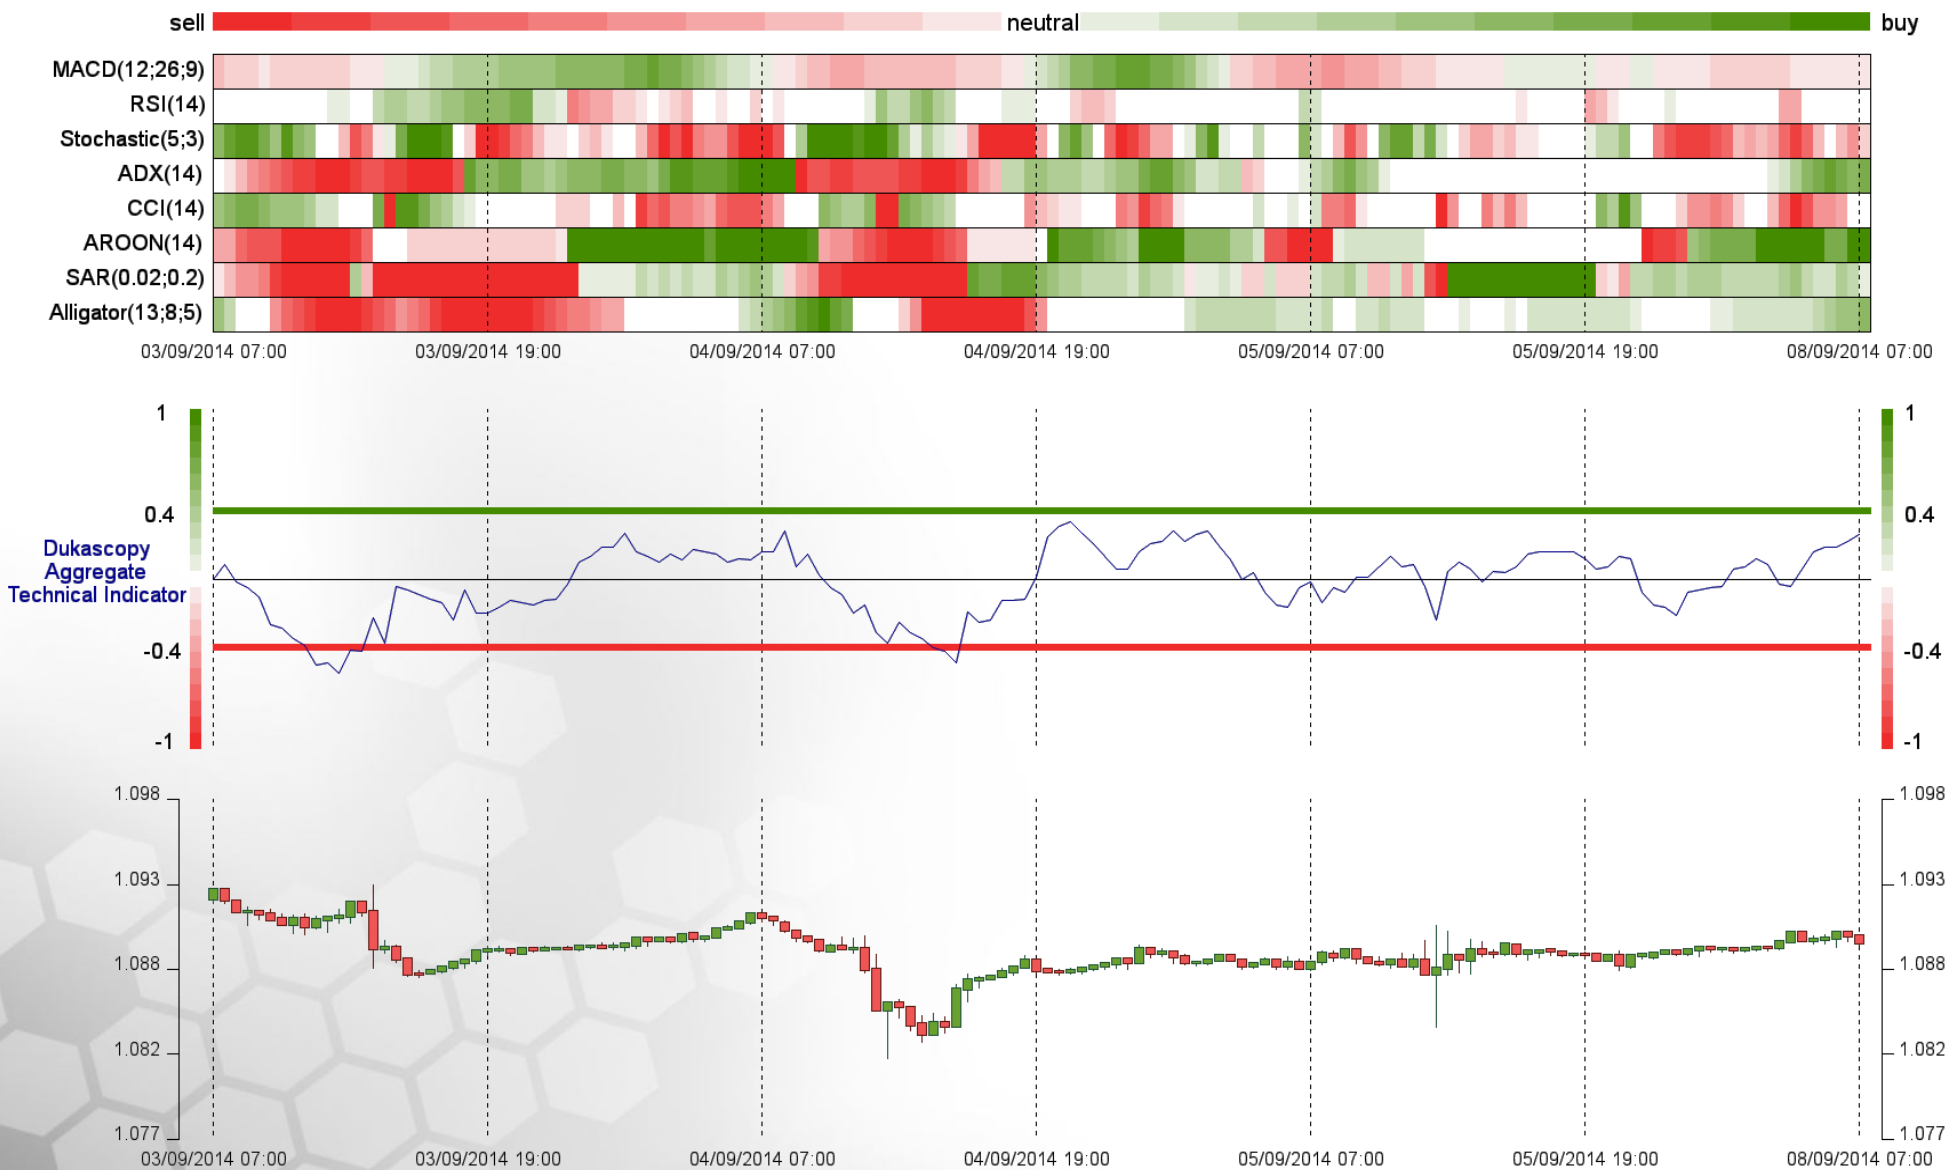 sell neutral buy
MACD(12;26;9)
RSI(14)
Stochastic(5;3)
ADX(14)
CCI(14)
AROON(14)
SAR(0.02;0.2)
Alligator(13;8;5)
03/09/2014 07:00 03/09/2014 19:00 04/09/2014 07:00 04/09/2014 19:00 05/09/2014 07:00 05/09/2014 19:00 08/09/2014 07:00
1 1
0.4 0.4
Dukascopy
Aggregate
Technical Indicator
-0.4 -0.4
-1 -1
1.098 1.098
1.093 1.093
1.088 1.088
1.082 1.082
1.077 1.077
03/09/2014 07:00 03/09/2014 19:00 04/09/2014 07:00 04/09/2014 19:00 05/09/2014 07:00 05/09/2014 19:00 08/09/2014 07:00